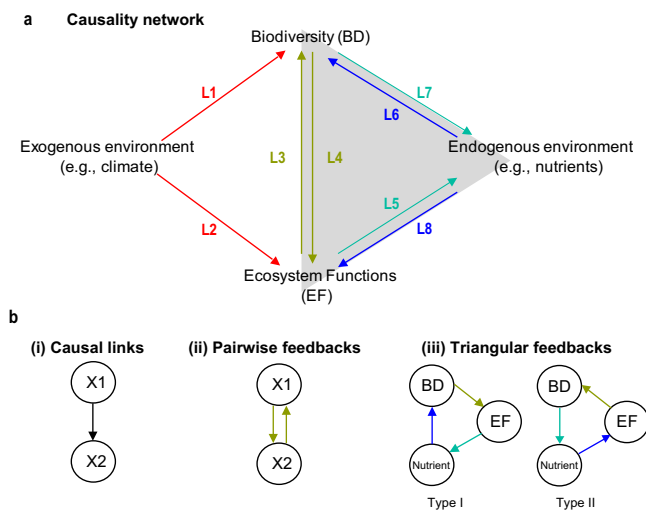 a Causality network
Biodiversity (BD)
L1
L7
L6
Exogenous environment
(e.g., climate)
L3
L4
Endogenous environment
(e.g., nutrients)
L5
L2
L8
Ecosystem Functions
(EF)
b
(i) Causal links
(ii) Pairwise feedbacks
(iii) Triangular feedbacks
X1
X2
X1
X2
BD
EF
Nutrient
Type I
BD
EF
Nutrient
Type II